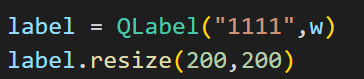 label = QLabel("1111",w)
label.resize(200,200)